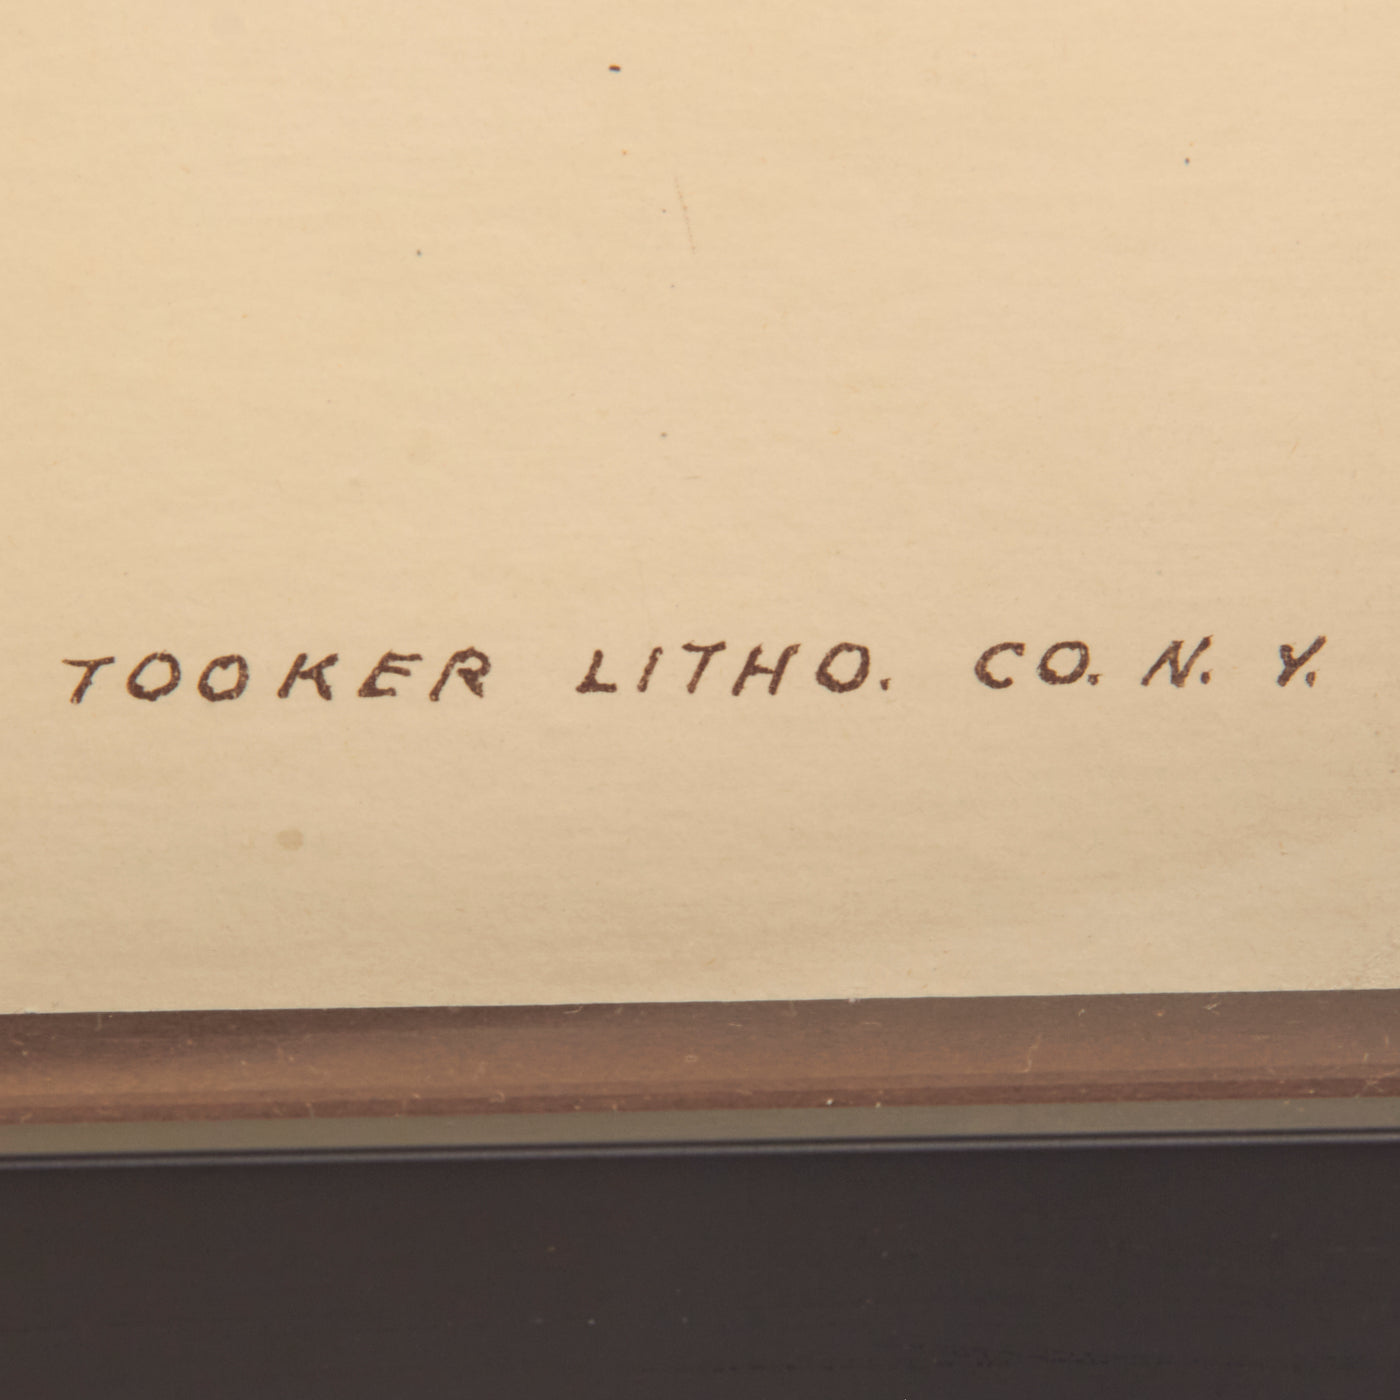 TOOKER LITHO. CO. N. Y.